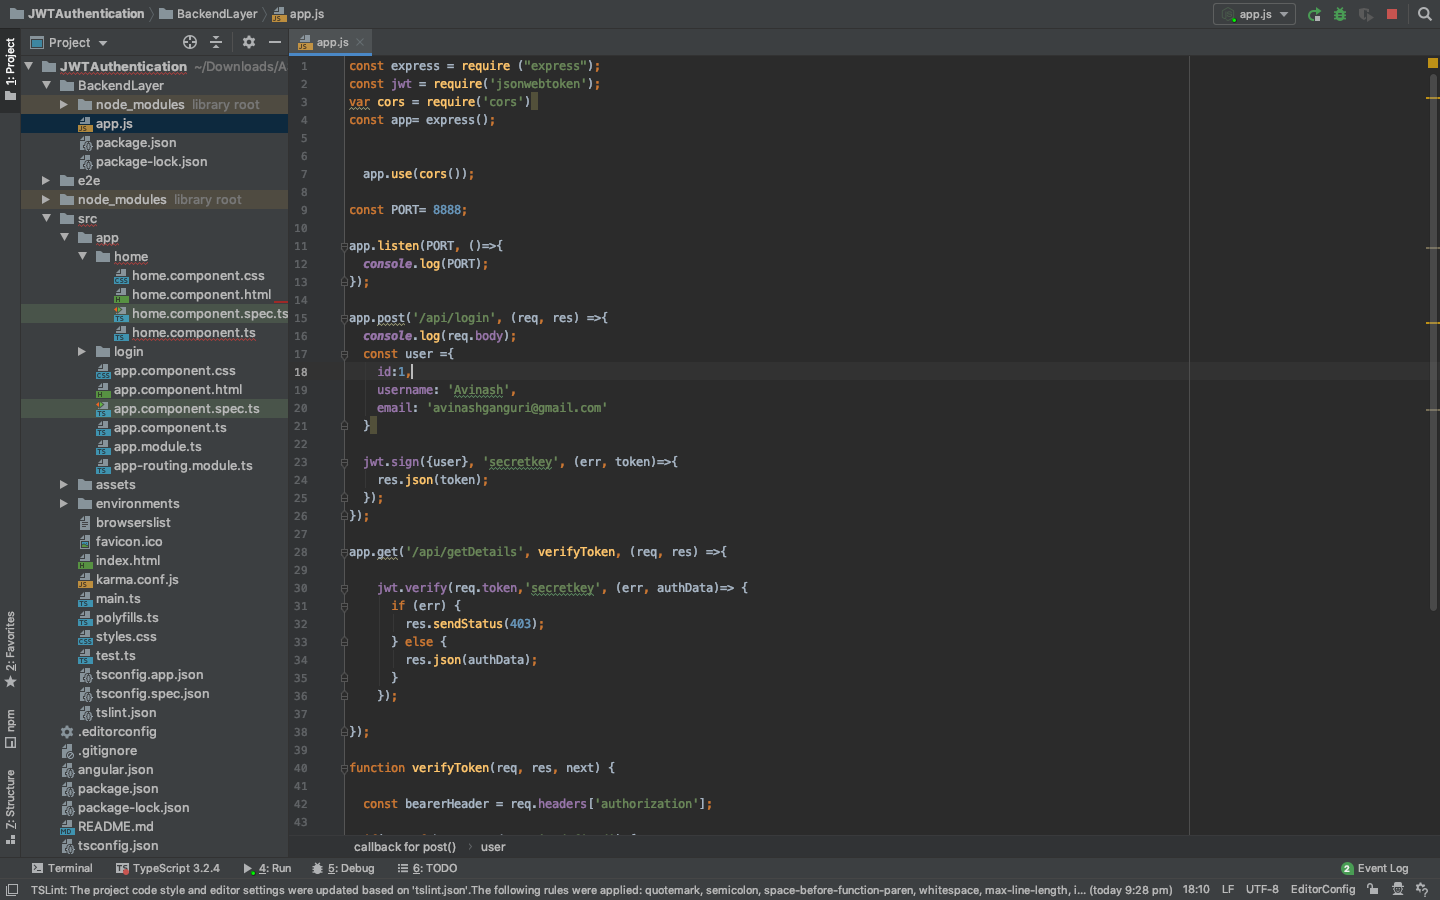 JWTAuthentication BackendLayer app.js
app.js
1: Project
Project
app.js
JWTAuthentication ~/Downloads/A
BackendLayer
node_modules library root
app.js
package.json
package-lock.json
e2e
node_modules library root
src
app
home
home.component.css
home.component.html
home.component.spec.ts
home.component.ts
login
app.component.css
app.component.html
app.component.spec.ts
app.component.ts
app.module.ts
app-routing.module.ts
assets
environments
browserslist
favicon.ico
index.html
karma.conf.js
main.ts
polyfills.ts
styles.css
test.ts
tsconfig.app.json
tsconfig.spec.json
tslint.json
.editorconfig
.gitignore
angular.json
package.json
package-lock.json
README.md
tsconfig.json
2: Favorites
npm
7: Structure
1 const express = require ("express");
2 const jwt = require('jsonwebtoken');
3 var cors = require('cors')
4 const app= express();
5
6
7 app.use(cors());
8
9 const PORT= 8888;
10
11 app.listen(PORT, ()=>{
12 console.log(PORT);
13 });
14
15 app.post('/api/login', (req, res) =>{
16 console.log(req.body);
17 const user ={
18 id:1,
19 username: 'Avinash',
20 email: 'avinashganguri@gmail.com'
21 }
22
23 jwt.sign({user}, 'secretkey', (err, token)=>{
24 res.json(token);
25 });
26 });
27
28 app.get('/api/getDetails', verifyToken, (req, res) =>{
29
30 jwt.verify(req.token,'secretkey', (err, authData)=> {
31 if (err) {
32 res.sendStatus(403);
33 } else {
34 res.json(authData);
35 }
36 });
37
38 });
39
40 function verifyToken(req, res, next) {
41
42 const bearerHeader = req.headers['authorization'];
43
callback for post() › user
Terminal TypeScript 3.2.4 4: Run 5: Debug 6: TODO 2 Event Log
TSLint: The project code style and editor settings were updated based on 'tslint.json'.The following rules were applied: quotemark, semicolon, space-before-function-paren, whitespace, max-line-length, i... (today 9:28 pm) 18:10 LF UTF-8 EditorConfig